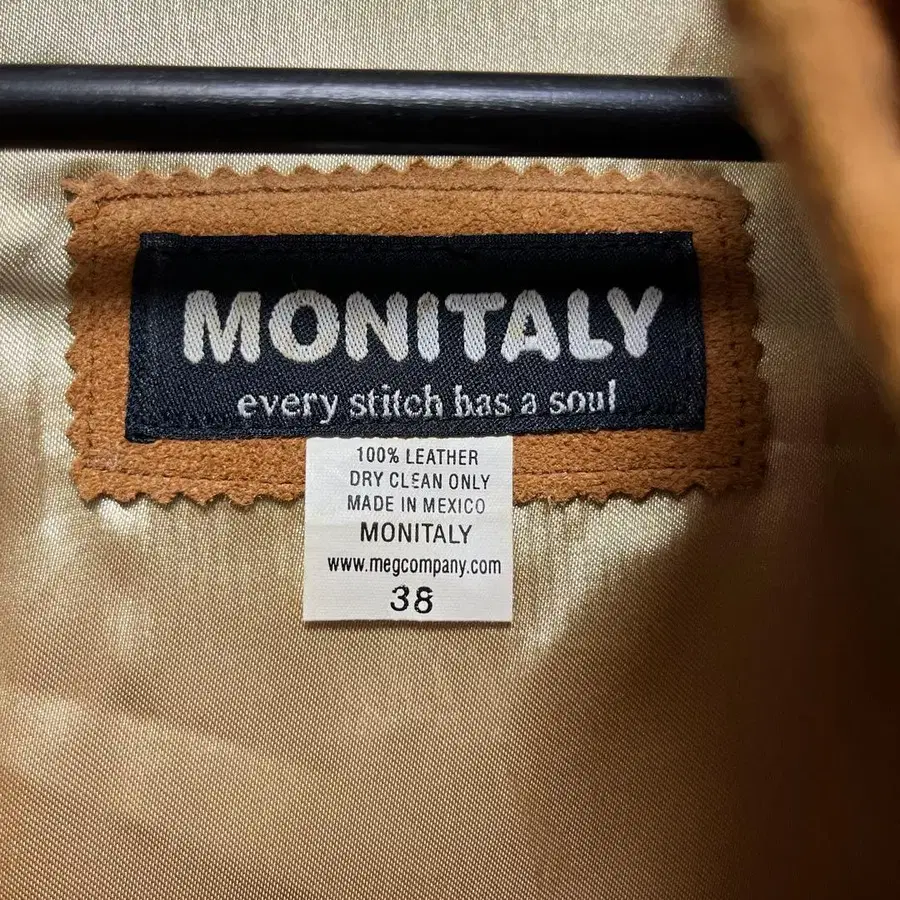 MONITALY
every stitch has a soul
100% LEATHER
DRY CLEAN ONLY
MADE IN MEXICO
MONITALY
www.megcompany.com
38